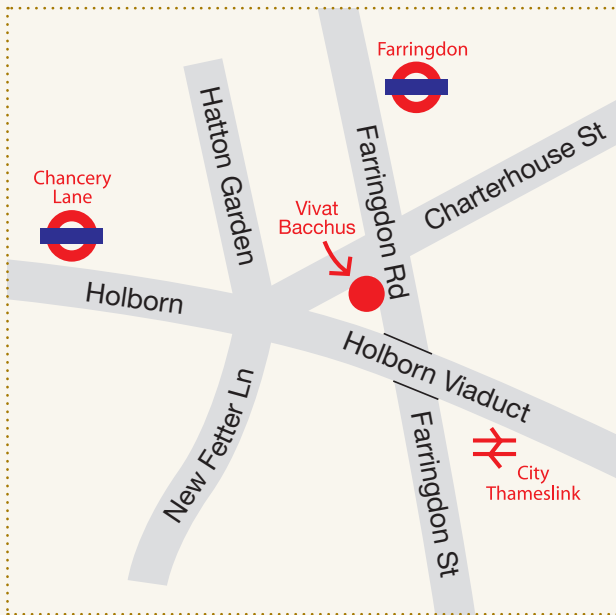 Farringdon
Hatton Garden
Farringdon Rd
Charterhouse St
Chancery
Lane
Vivat
Bacchus
Holborn
Holborn Viaduct
New Fetter Ln
Farringdon St
City
Thameslink